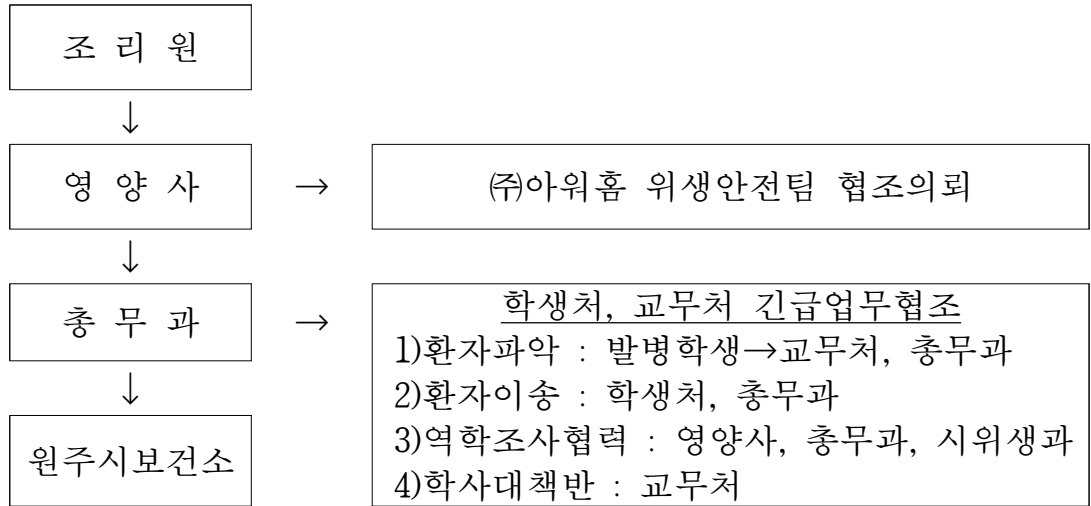 조 리 원
↓
영 양 사 → ㈜아워홈 위생안전팀 협조의뢰
↓
총 무 과 → 학생처, 교무처 긴급업무협조
1)환자파악 : 발병학생→교무처, 총무과
↓
2)환자이송 : 학생처, 총무과
원주시보건소
3)역학조사협력 : 영양사, 총무과, 시위생과
4)학사대책반 : 교무처